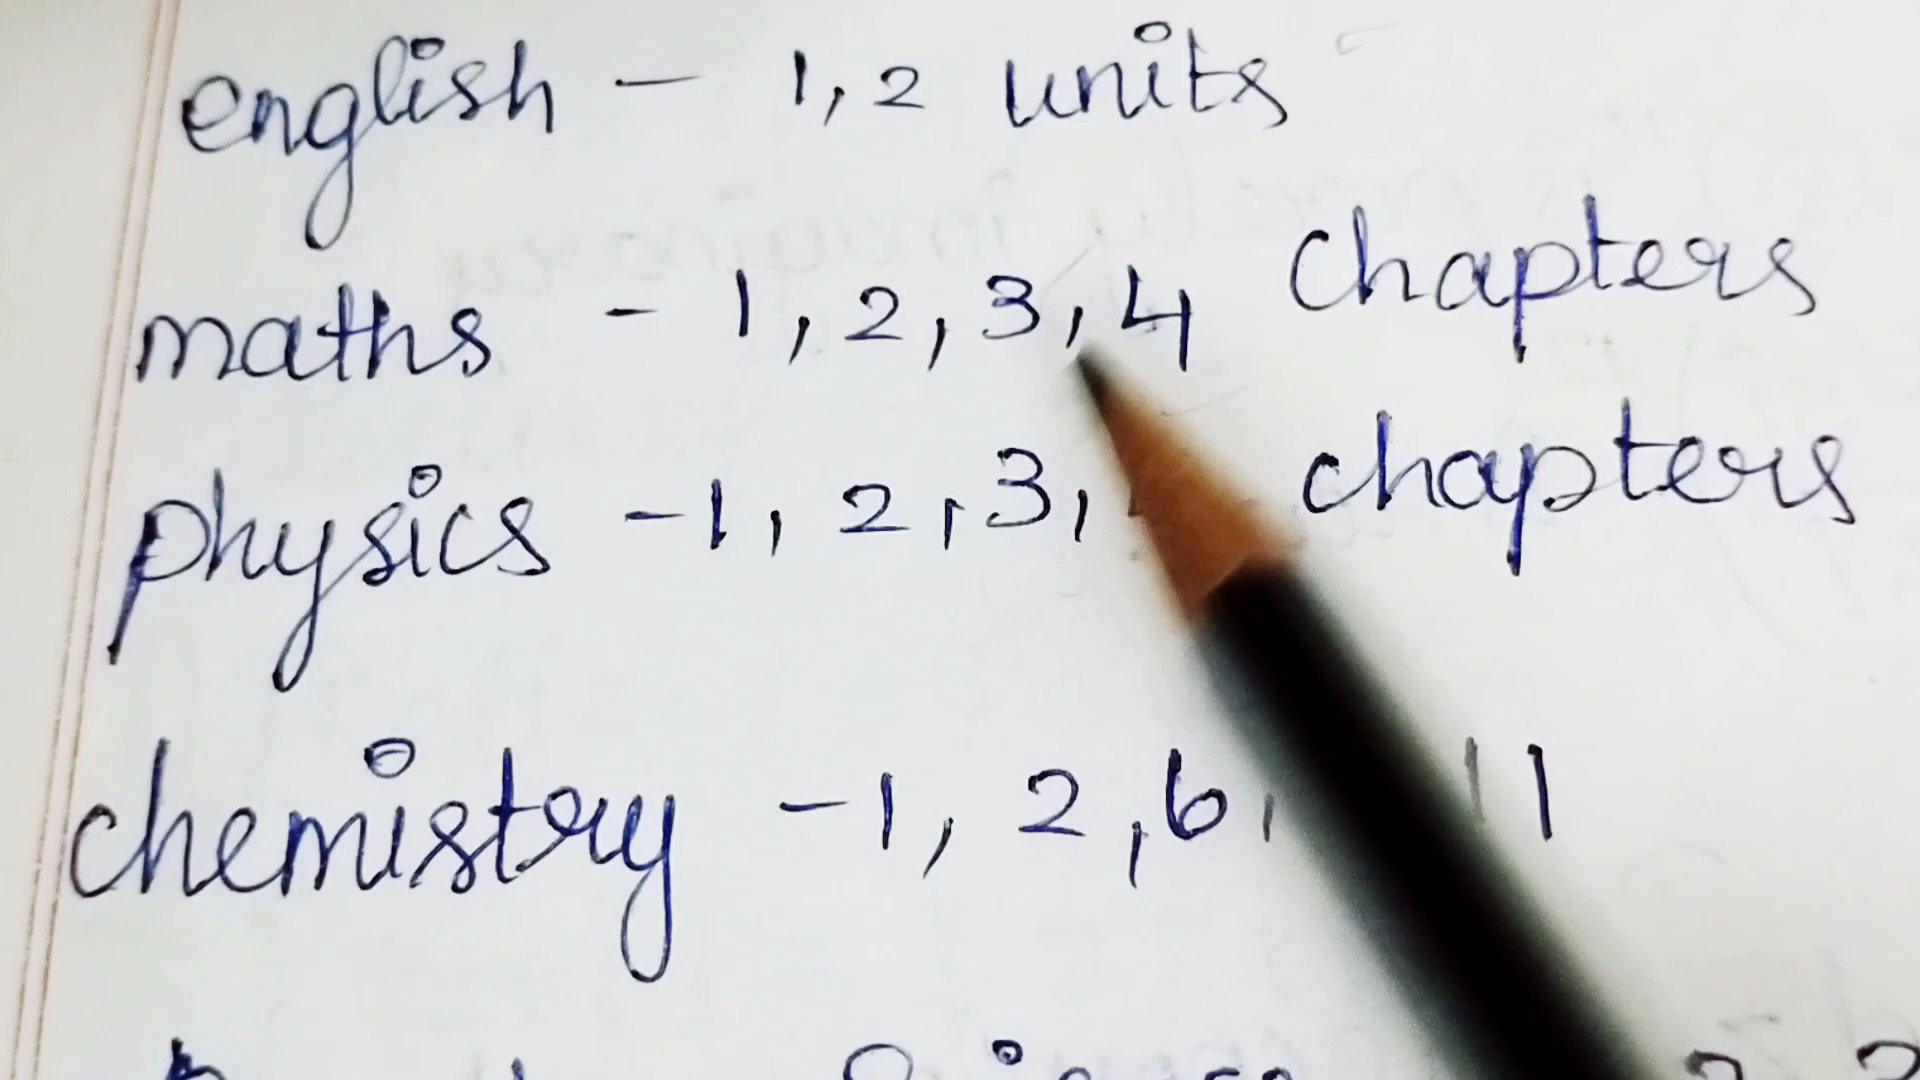 english - 1, 2 units
maths - 1, 2, 3, 4 Chapters
physics - 1, 2, 3, chapters
chemistry - 1, 2, 6, 11